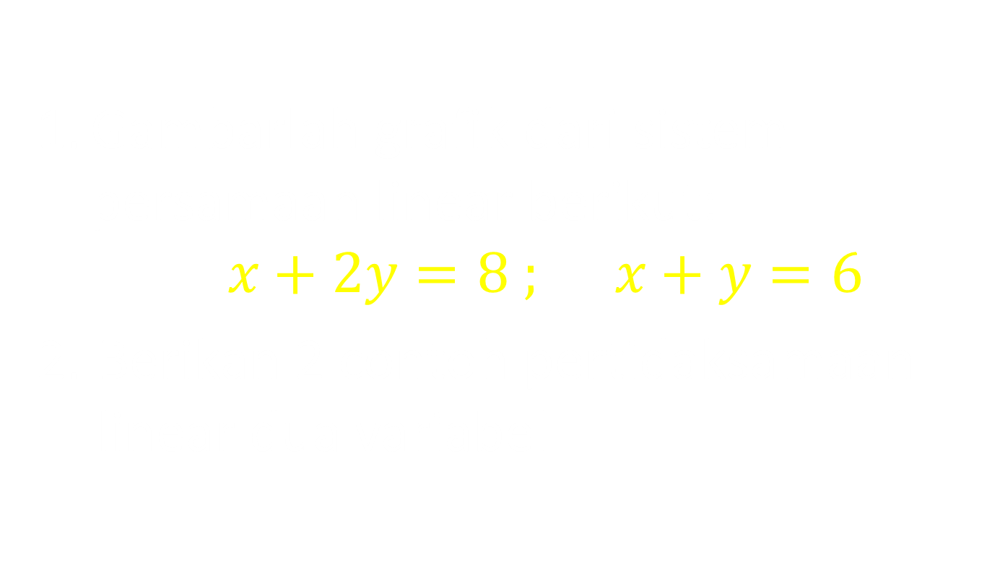 x + 2y = 8 ; x + y = 6